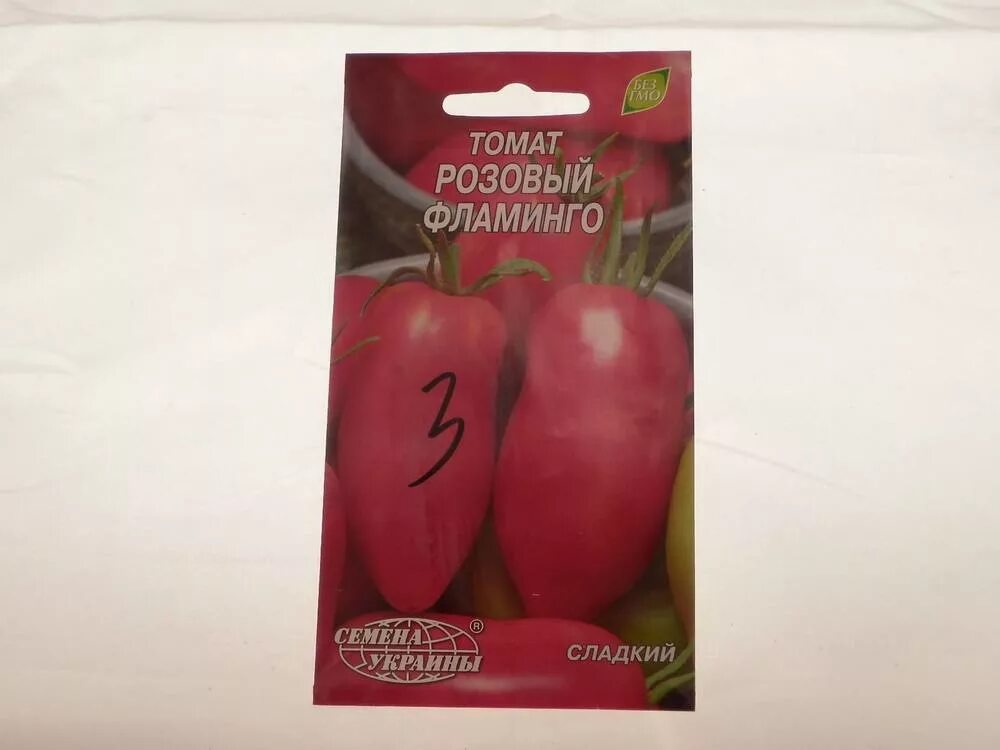 БЕЗ
ГМО
ТОМАТ
РОЗОВЫЙ
ФЛАМИНГО
3
СЕМЕНА
УКРАИНЫ
®
СЛАДКИЙ